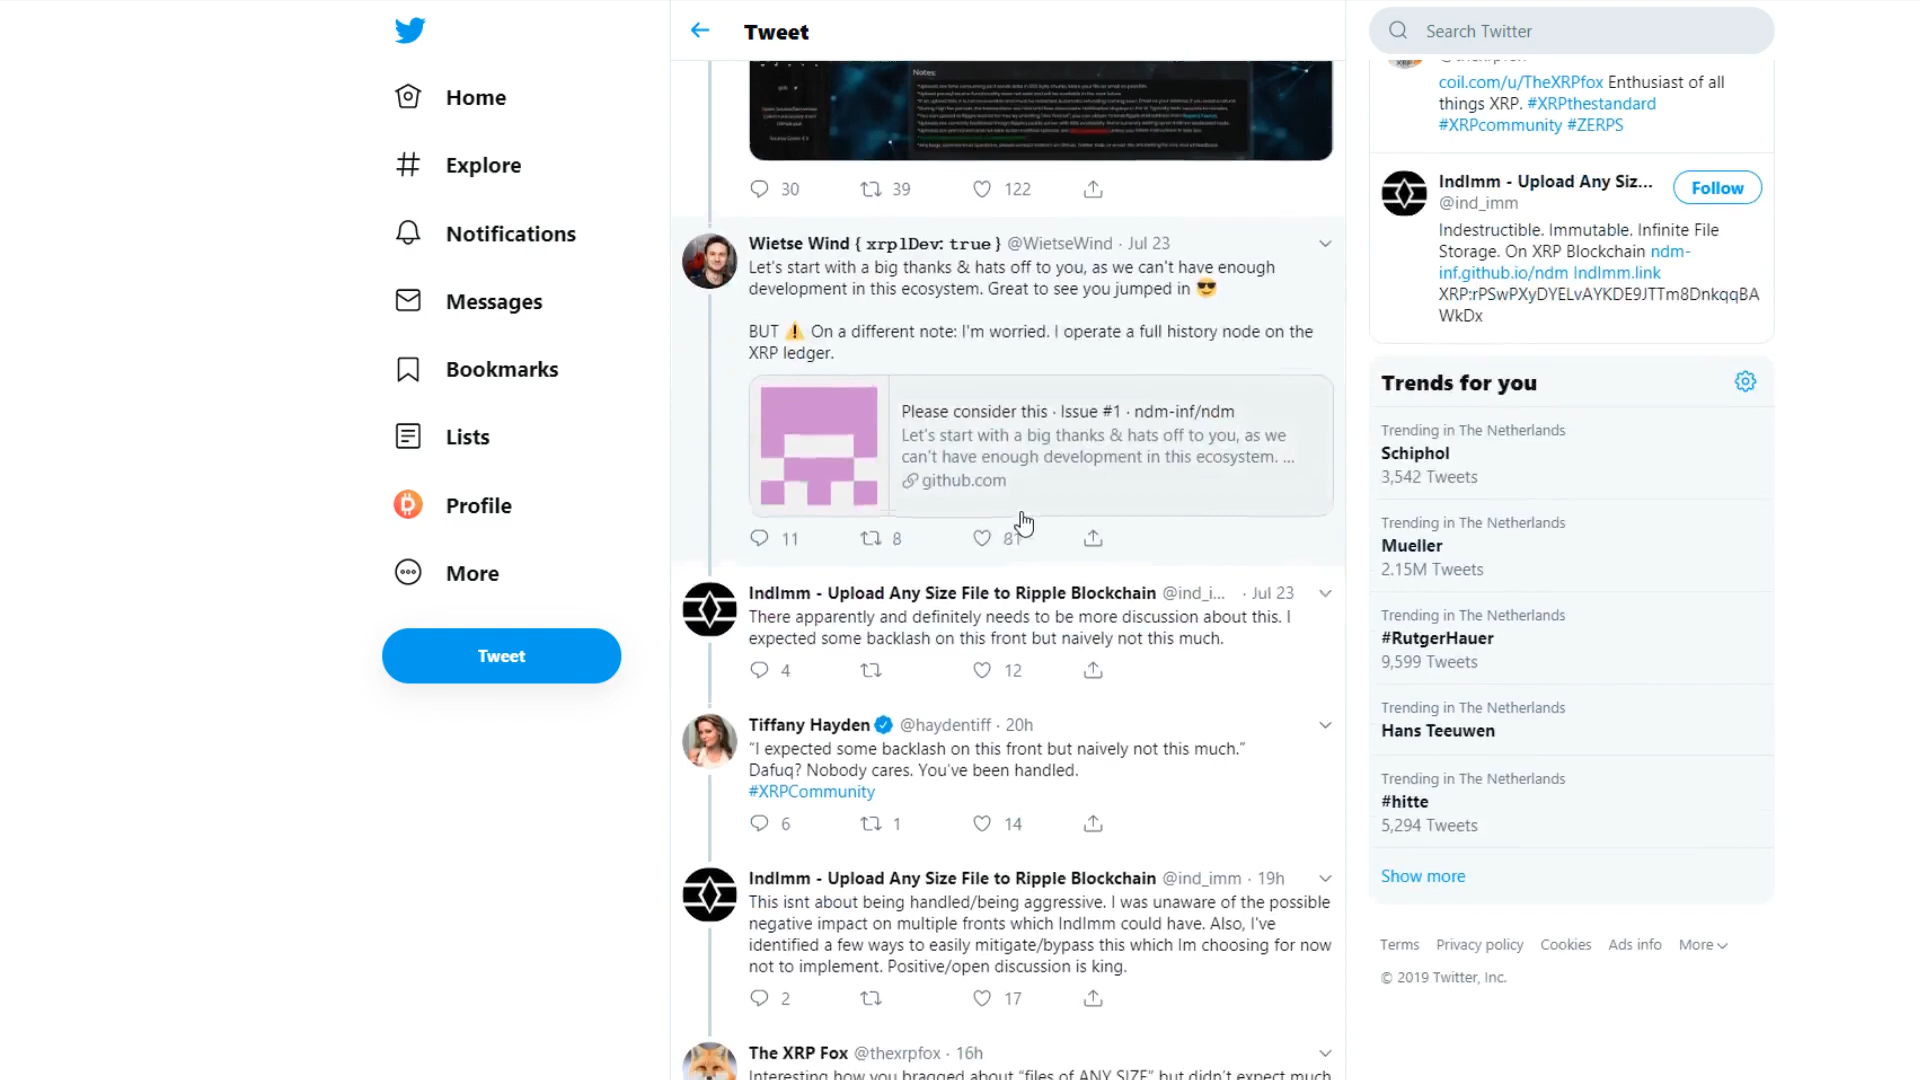 Home
Explore
Notifications
Messages
Bookmarks
Lists
Profile
More
Tweet
Tweet
Notes:
30 39 122
Wietse Wind { xrplDev: true } @WietseWind · Jul 23
Let's start with a big thanks & hats off to you, as we can't have enough
development in this ecosystem. Great to see you jumped in 😎
BUT ⚠️ On a different note: I'm worried. I operate a full history node on the
XRP ledger.
Please consider this · Issue #1 · ndm-inf/ndm
Let's start with a big thanks & hats off to you, as we
can't have enough development in this ecosystem. ...
github.com
11 8 81
IndImm - Upload Any Size File to Ripple Blockchain @ind_i... · Jul 23
There apparently and definitely needs to be more discussion about this. I
expected some backlash on this front but naively not this much.
4 12
Tiffany Hayden @haydentiff · 20h
“I expected some backlash on this front but naively not this much.”
Dafuq? Nobody cares. You've been handled.
#XRPCommunity
6 1 14
IndImm - Upload Any Size File to Ripple Blockchain @ind_imm · 19h
This isnt about being handled/being aggressive. I was unaware of the possible
negative impact on multiple fronts which IndImm could have. Also, I've
identified a few ways to easily mitigate/bypass this which Im choosing for now
not to implement. Positive/open discussion is king.
2 17
The XRP Fox @thexrpfox · 16h
Interesting how you bragged about “files of ANY SIZE” but didn't expect much
Search Twitter
coil.com/u/TheXRPfox Enthusiast of all
things XRP. #XRPthestandard
#XRPcommunity #ZERPS
IndImm - Upload Any Siz...
@ind_imm
Follow
Indestructible. Immutable. Infinite File
Storage. On XRP Blockchain ndm-
inf.github.io/ndm IndImm.link
XRP:rPSwPXyDYELvAYKDE9JTTm8DnkqqBA
WkDx
Trends for you
Trending in The Netherlands
Schiphol
3,542 Tweets
Trending in The Netherlands
Mueller
2.15M Tweets
Trending in The Netherlands
#RutgerHauer
9,599 Tweets
Trending in The Netherlands
Hans Teeuwen
Trending in The Netherlands
#hitte
5,294 Tweets
Show more
Terms Privacy policy Cookies Ads info More
© 2019 Twitter, Inc.